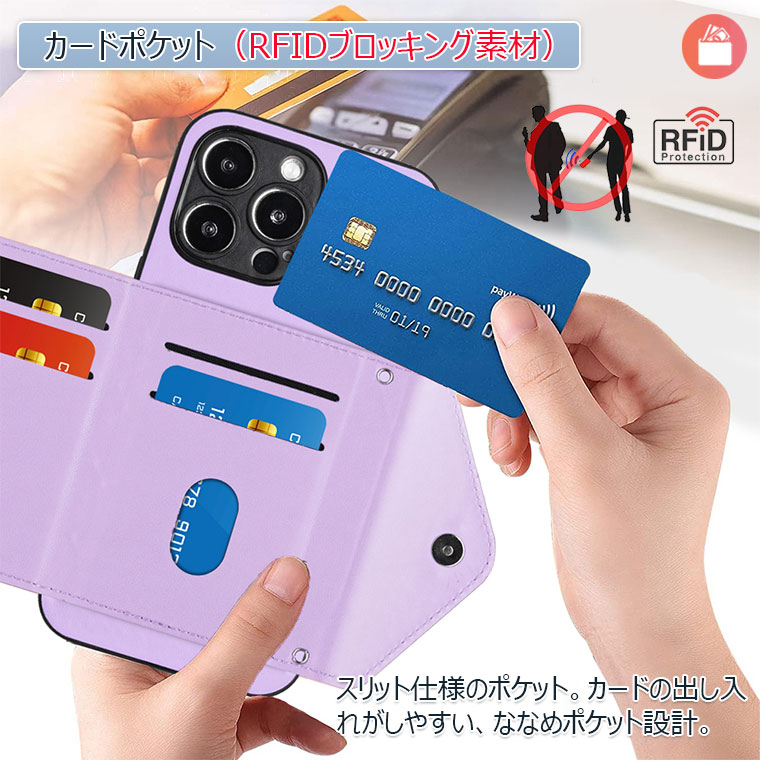 カードポケット（RFIDブロッキング素材）
RFiD
Protection
4534 0000 0000 0
VALID
THRU 01/19
78 901
スリット仕様のポケット。カードの出し入
れがしやすい、ななめポケット設計。